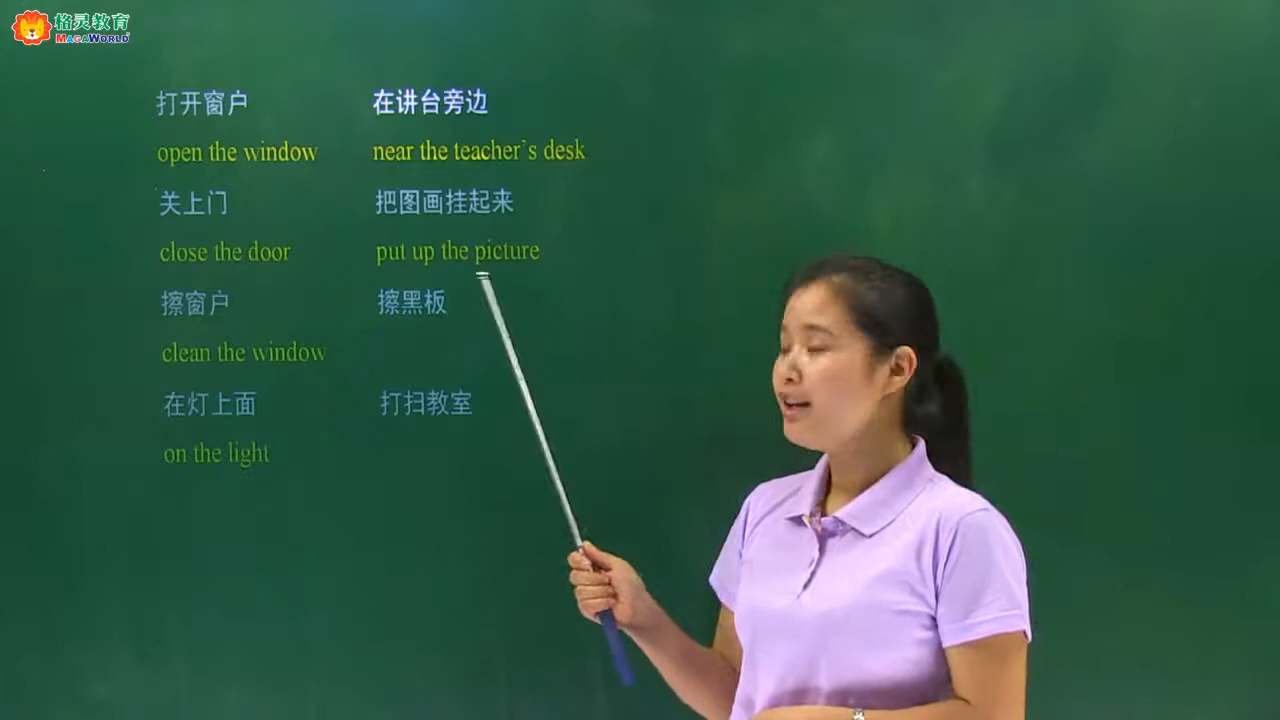 格灵教育
MAGAWORLD
打开窗户
在讲台旁边
open the window
near the teacher's desk
关上门
把图画挂起来
close the door
put up the picture
擦窗户
擦黑板
clean the window
在灯上面
打扫教室
on the light